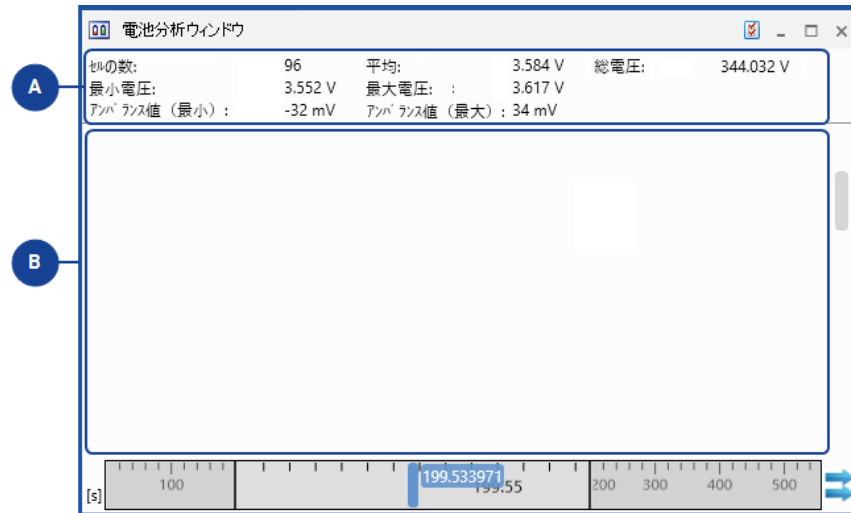 電池分析ウィンドウ
ｾﾙの数: 96 平均: 3.584 V 総電圧: 344.032 V
最小電圧: 3.552 V 最大電圧: : 3.617 V
ｱﾝﾊﾞﾗﾝｽ値（最小）: -32 mV ｱﾝﾊﾞﾗﾝｽ値（最大）: 34 mV
A
B
[s] 100 199.533971 199.55 200 300 400 500